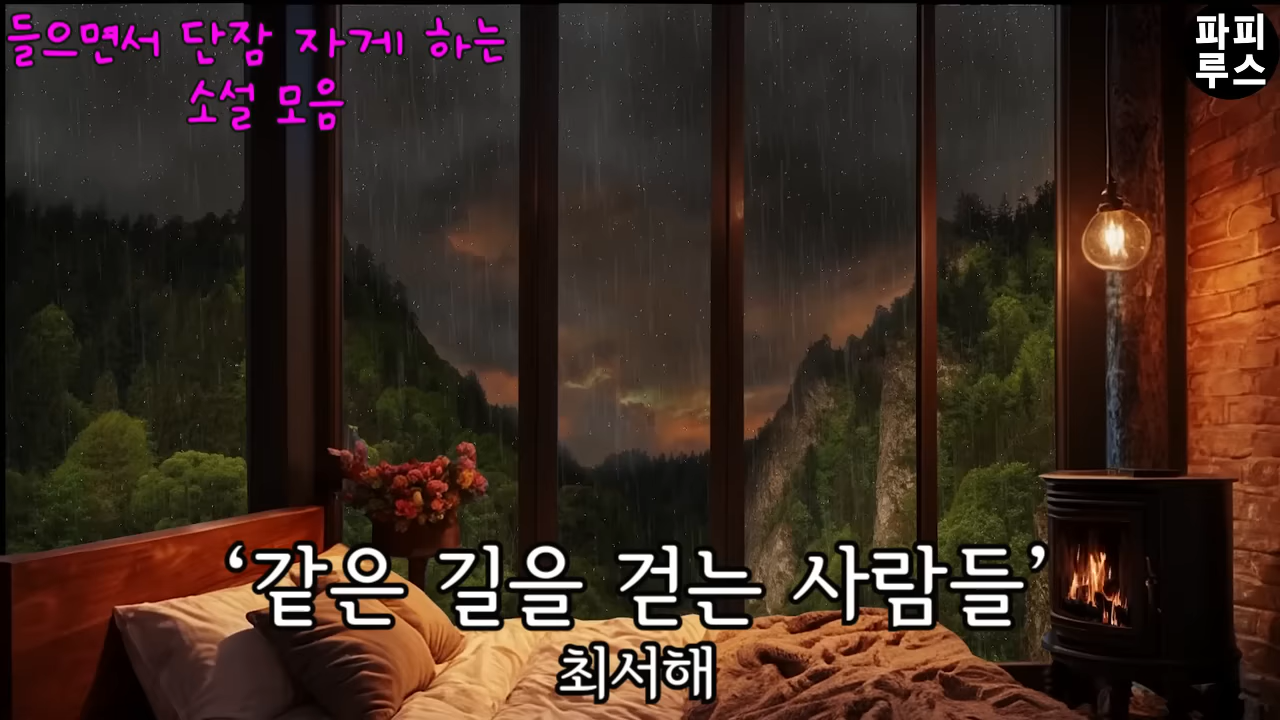 들으면서 단잠 자게 하는
소설 모음
파피
루스
‘같은 길을 걷는 사람들’
최서해